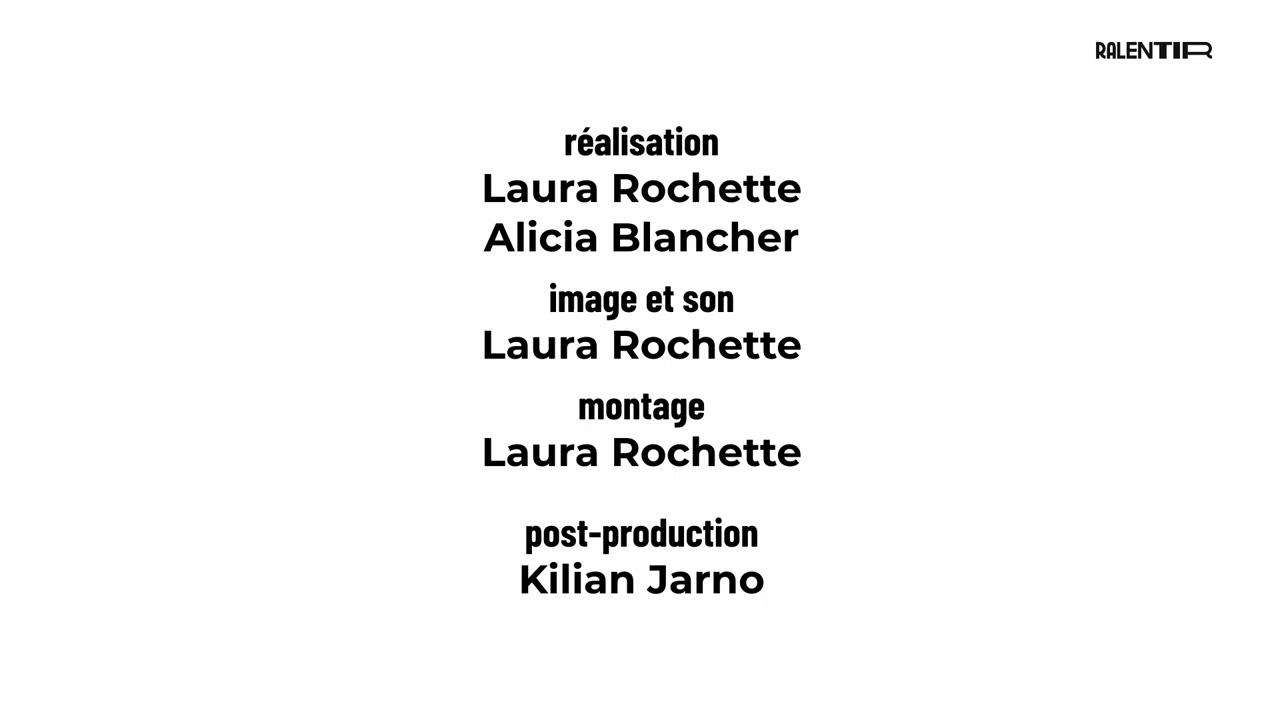 RALENTIR
réalisation
Laura Rochette
Alicia Blancher
image et son
Laura Rochette
montage
Laura Rochette
post-production
Kilian Jarno